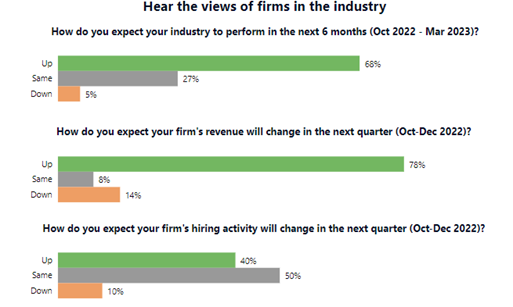 Hear the views of firms in the industry
How do you expect your industry to perform in the next 6 months (Oct 2022 - Mar 2023)?
Up 68%
Same 27%
Down 5%
How do you expect your firm's revenue will change in the next quarter (Oct-Dec 2022)?
Up 78%
Same 8%
Down 14%
How do you expect your firm's hiring activity will change in the next quarter (Oct-Dec 2022)?
Up 40%
Same 50%
Down 10%